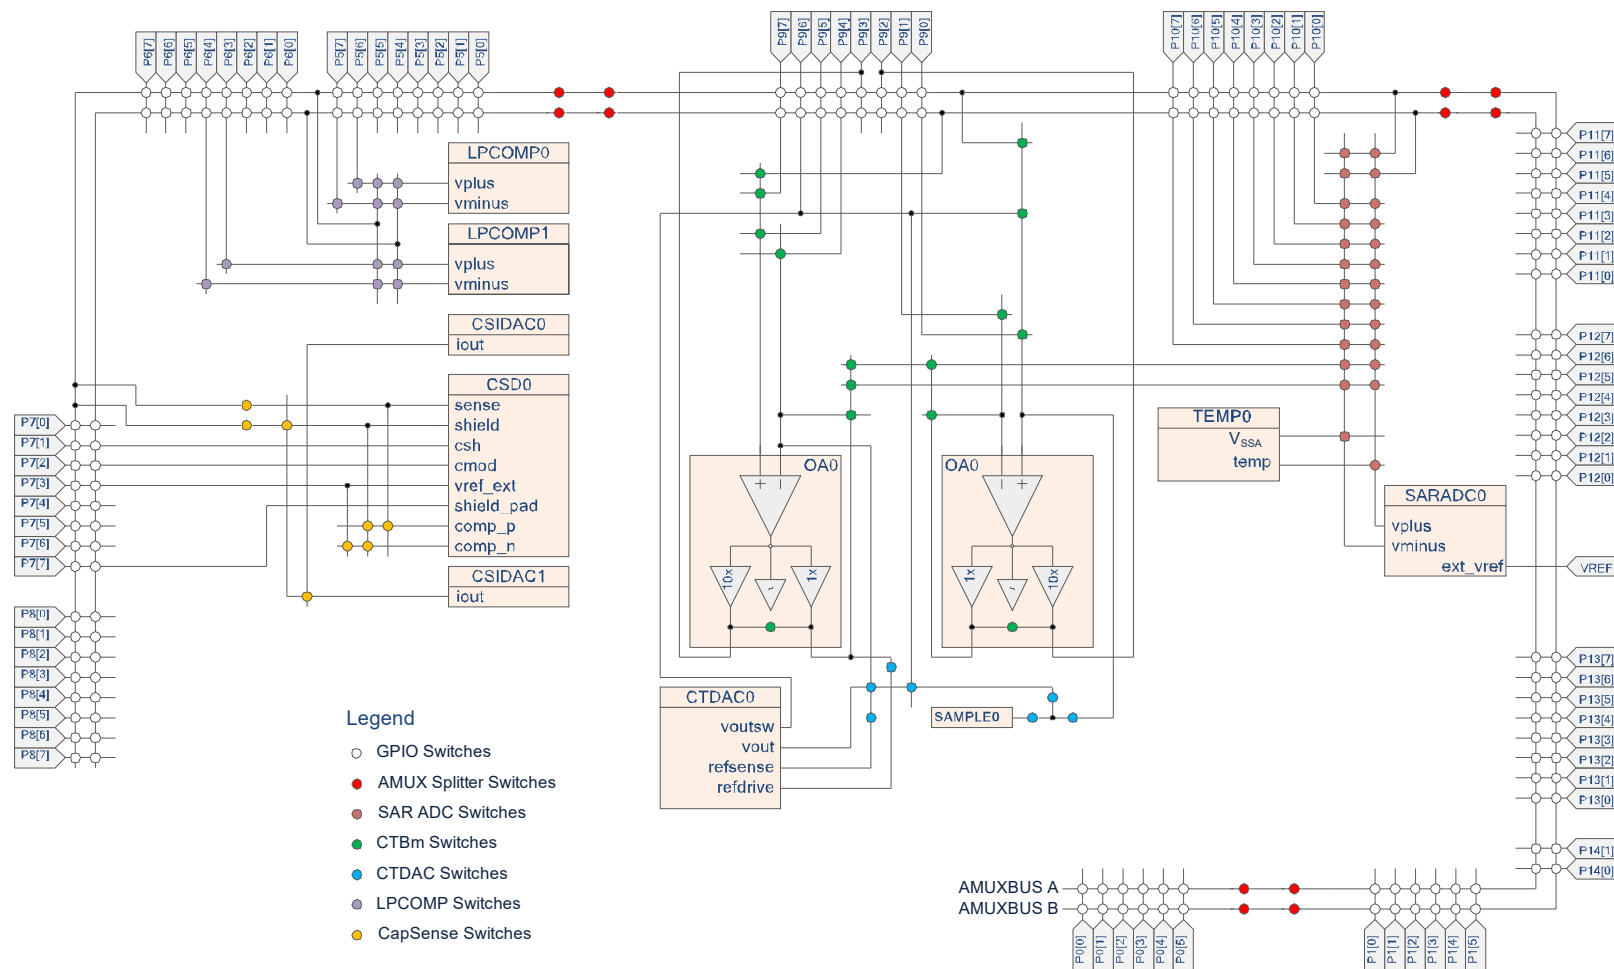 P6[7]
P6[6]
P6[5]
P6[4]
P6[3]
P6[2]
P6[1]
P6[0]
P5[7]
P5[6]
P5[5]
P5[4]
P5[3]
P5[2]
P5[1]
P5[0]
P9[7]
P9[6]
P9[5]
P9[4]
P9[3]
P9[2]
P9[1]
P9[0]
P10[7]
P10[6]
P10[5]
P10[4]
P10[3]
P10[2]
P10[1]
P10[0]
P11[7]
P11[6]
P11[5]
P11[4]
P11[3]
P11[2]
P11[1]
P11[0]
LPCOMP0
vplus
vminus
LPCOMP1
vplus
vminus
CSIDAC0
iout
CSD0
sense
shield
csh
cmod
vref_ext
shield_pad
comp_p
comp_n
CSIDAC1
iout
P7[0]
P7[1]
P7[2]
P7[3]
P7[4]
P7[5]
P7[6]
P7[7]
P8[0]
P8[1]
P8[2]
P8[3]
P8[4]
P8[5]
P8[6]
P8[7]
OA0
+ −
10x
1x
OA0
− +
1x
10x
P12[7]
P12[6]
P12[5]
P12[4]
P12[3]
P12[2]
P12[1]
P12[0]
TEMP0
VSSA
temp
SARADC0
vplus
vminus
ext_vref
VREF
CTDAC0
voutsw
vout
refsense
refdrive
SAMPLE0
P13[7]
P13[6]
P13[5]
P13[4]
P13[3]
P13[2]
P13[1]
P13[0]
P14[1]
P14[0]
Legend
GPIO Switches
AMUX Splitter Switches
SAR ADC Switches
CTBm Switches
CTDAC Switches
LPCOMP Switches
CapSense Switches
AMUXBUS A
AMUXBUS B
P0[0]
P0[1]
P0[2]
P0[3]
P0[4]
P0[5]
P1[0]
P1[1]
P1[2]
P1[3]
P1[4]
P1[5]